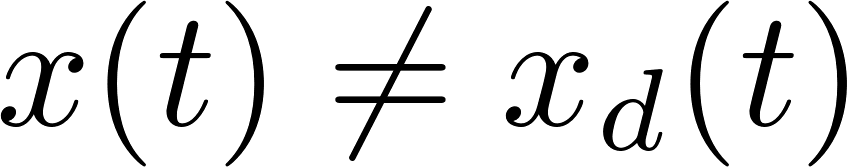 x(t) ≠ x_d(t)